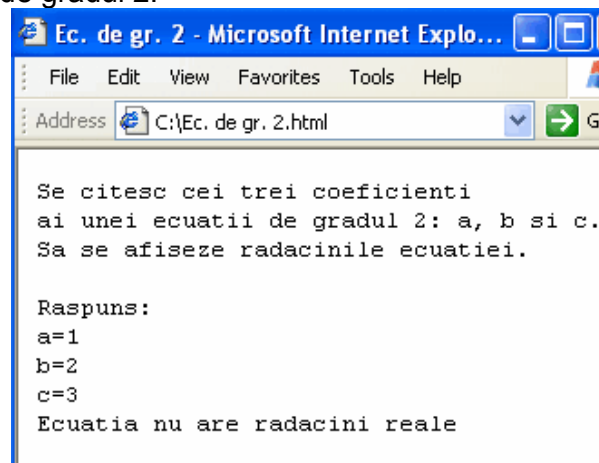 de gradul 2.
Ec. de gr. 2 - Microsoft Internet Explo...
File Edit View Favorites Tools Help
Address C:\Ec. de gr. 2.html G
Se citesc cei trei coeficienti
ai unei ecuatii de gradul 2: a, b si c.
Sa se afiseze radacinile ecuatiei.
Raspuns:
a=1
b=2
c=3
Ecuatia nu are radacini reale